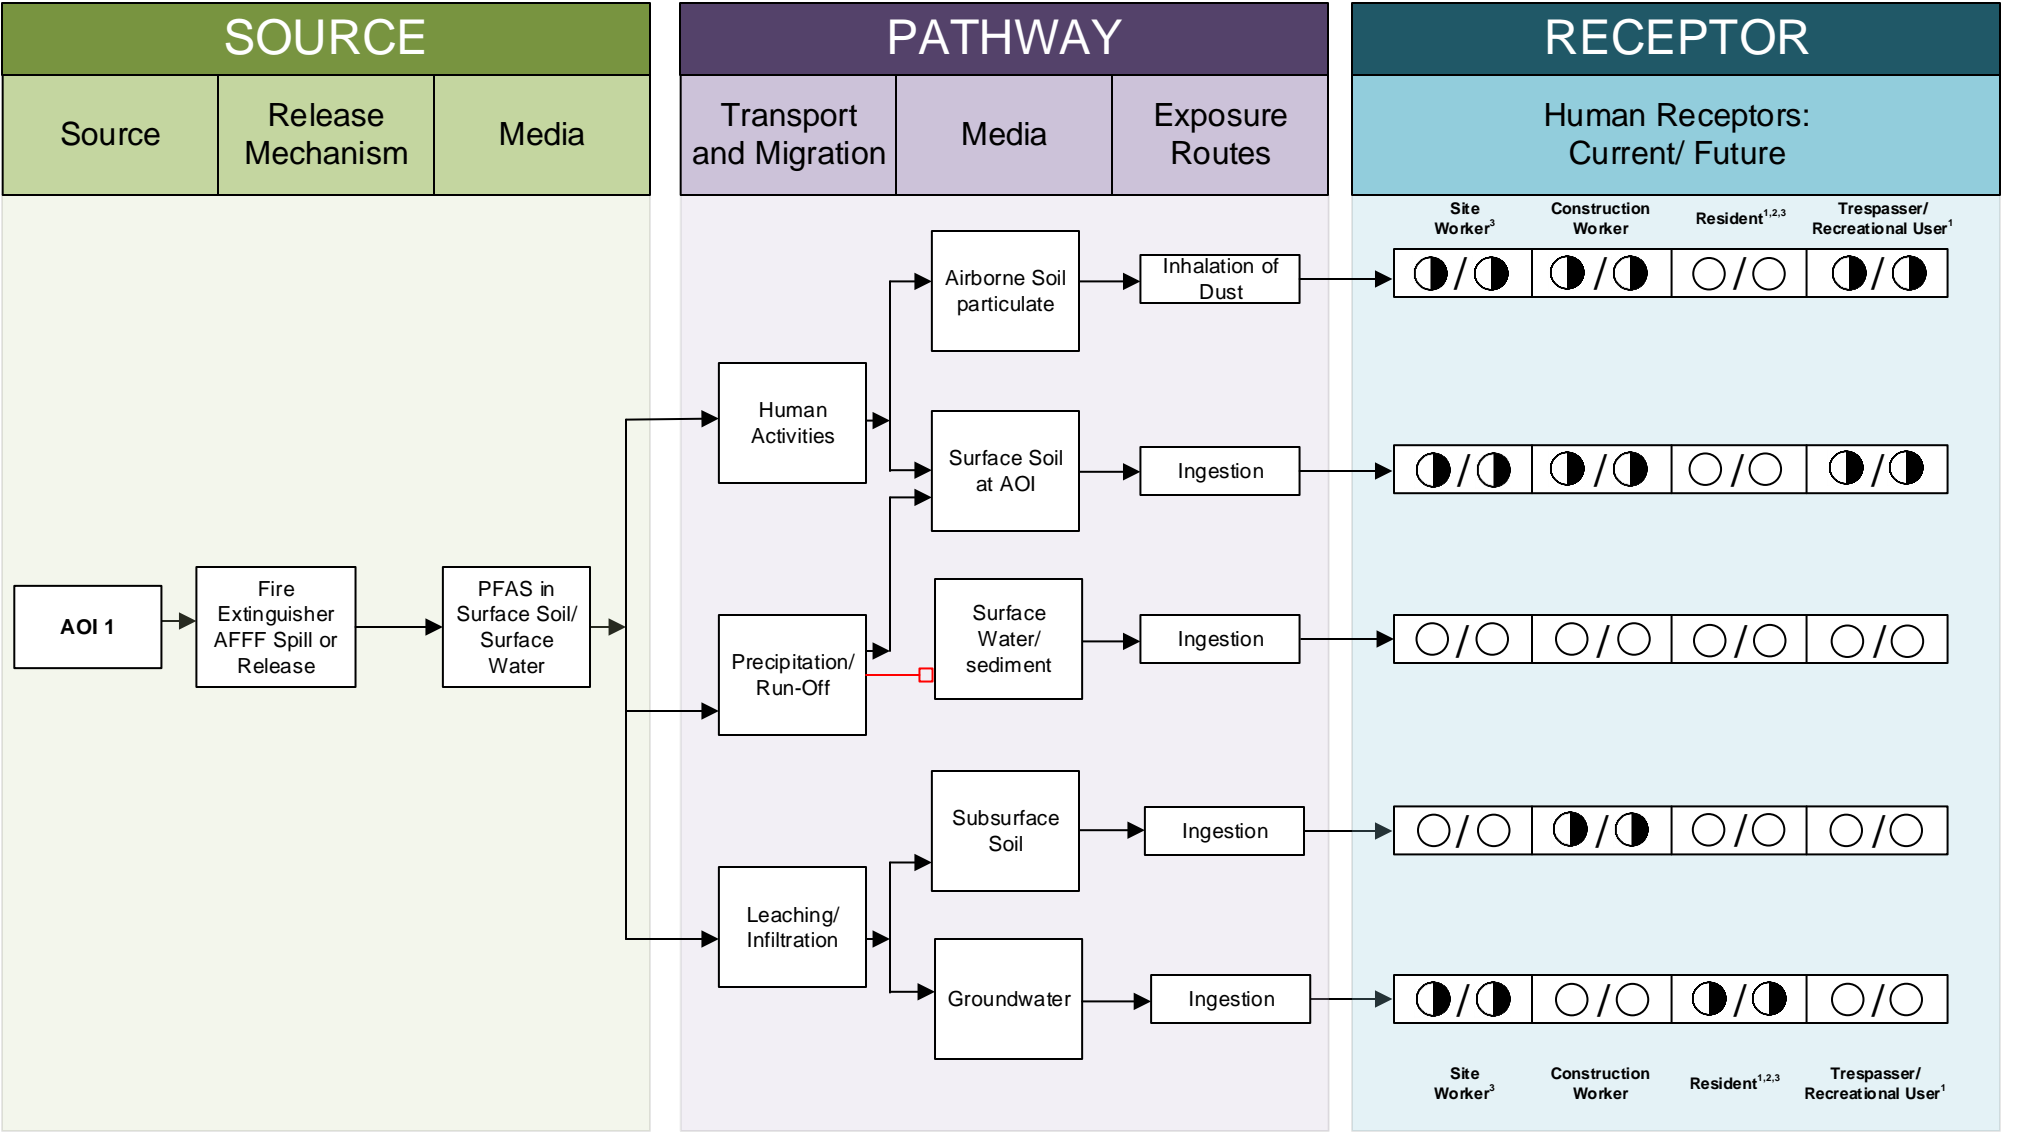 SOURCE
PATHWAY
RECEPTOR
Source
Release
Mechanism
Media
Transport
and Migration
Media
Exposure
Routes
Human Receptors:
Current/ Future
Site
Worker3
Construction
Worker
Resident1,2,3
Trespasser/
Recreational User1
Airborne Soil
particulate
Inhalation of
Dust
/
/
/
/
Human
Activities
Surface Soil
at AOI
Ingestion
/
/
/
/
AOI 1
Fire
Extinguisher
AFFF Spill or
Release
PFAS in
Surface Soil/
Surface
Water
Precipitation/
Run-Off
Surface
Water/
sediment
Ingestion
/
/
/
/
Subsurface
Soil
Ingestion
/
/
/
/
Leaching/
Infiltration
Groundwater
Ingestion
/
/
/
/
Site
Worker3
Construction
Worker
Resident1,2,3
Trespasser/
Recreational User1